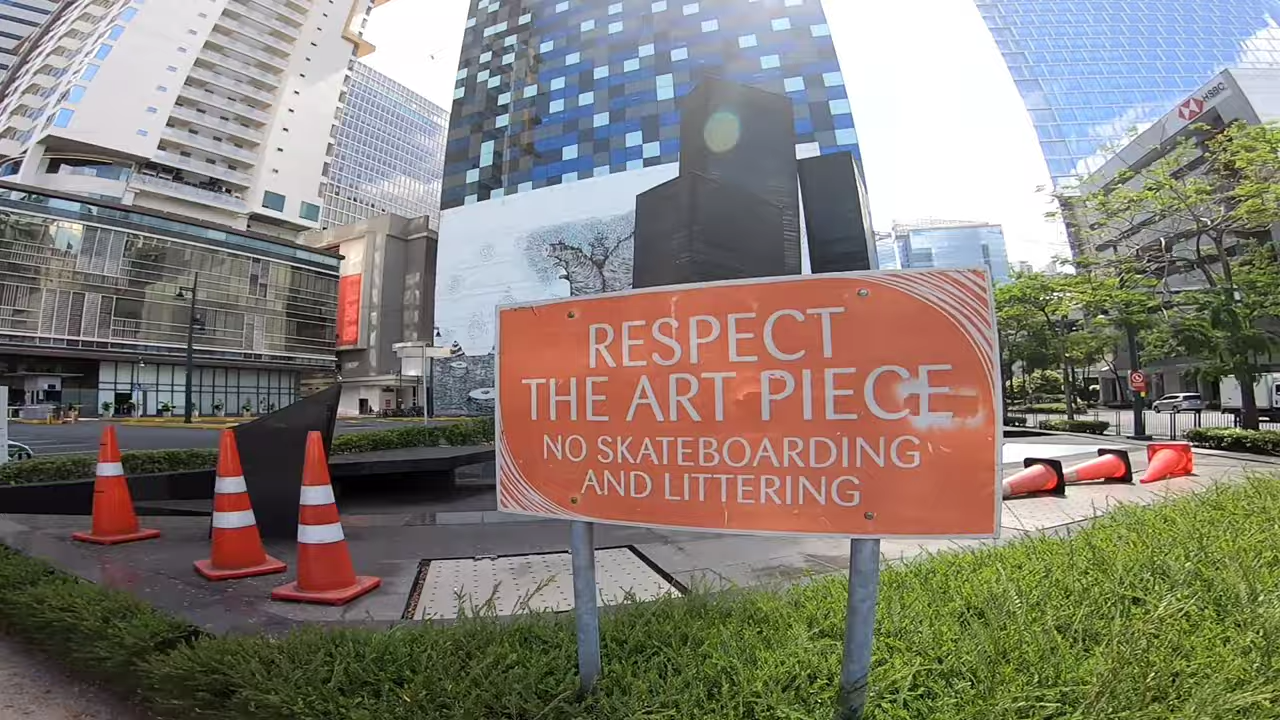 HSBC
RESPECT
THE ART PIECE
NO SKATEBOARDING
AND LITTERING